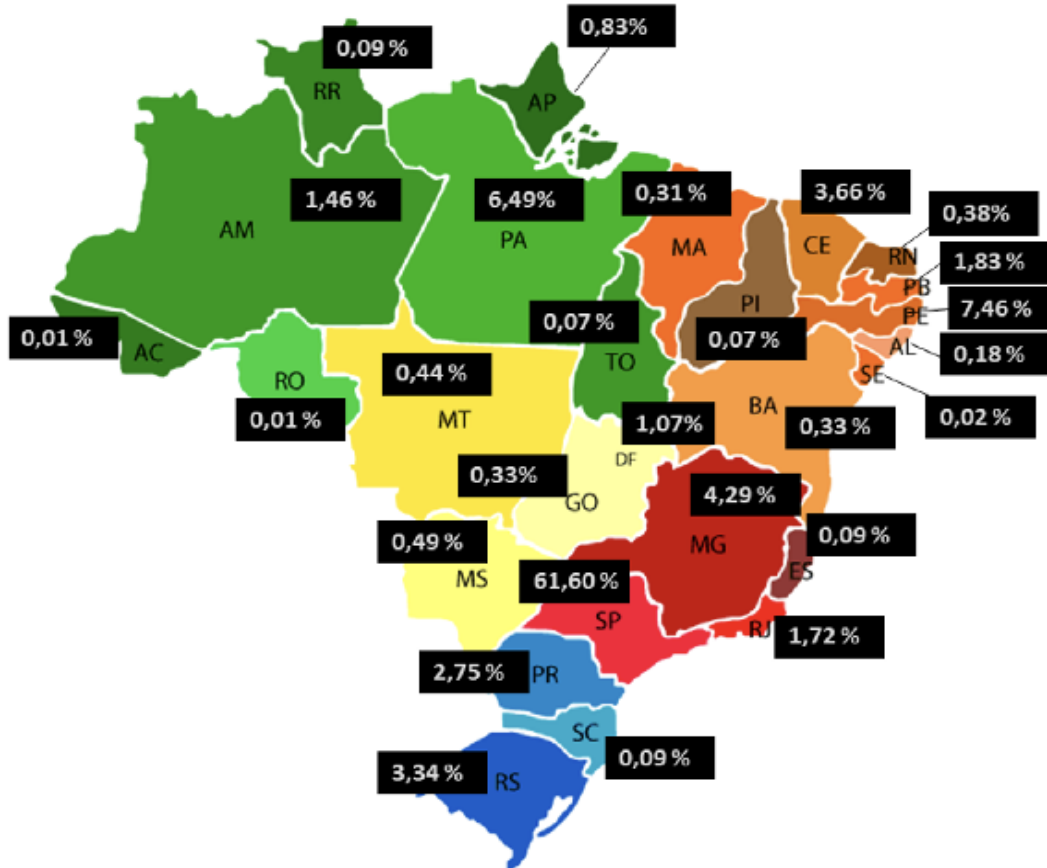 0,83%
0,09 %
RR
AP
1,46 %
6,49%
0,31 %
3,66 %
0,38%
AM
PA
MA
CE
RN
1,83 %
PB
PI
7,46 %
PE
0,01 %
AC
0,07 %
0,07 %
AL
0,18 %
RO
TO
SE
0,44 %
BA
0,02 %
0,01 %
MT
1,07%
0,33 %
DF
0,33%
GO
4,29 %
0,49 %
MG
0,09 %
MS
61,60 %
ES
SP
RJ
1,72 %
2,75 %
PR
SC
3,34 %
RS
0,09 %